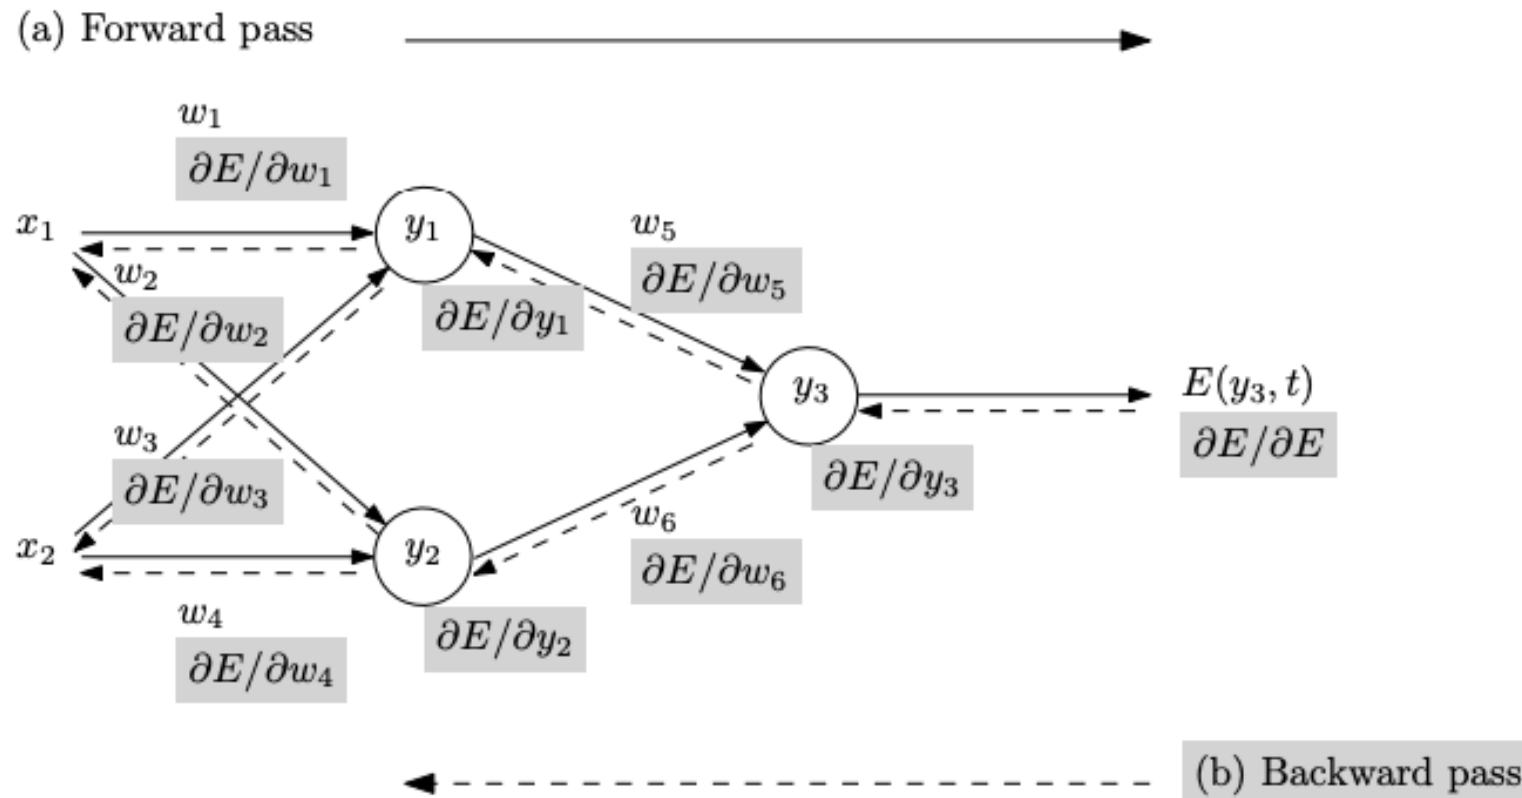 (a) Forward pass
w₁
∂E/∂w₁
x₁
y₁
w₅
∂E/∂w₅
w₂
∂E/∂w₂
∂E/∂y₁
y₃
E(y₃, t)
∂E/∂E
w₃
∂E/∂w₃
∂E/∂y₃
x₂
y₂
w₆
∂E/∂w₆
w₄
∂E/∂w₄
∂E/∂y₂
(b) Backward pass